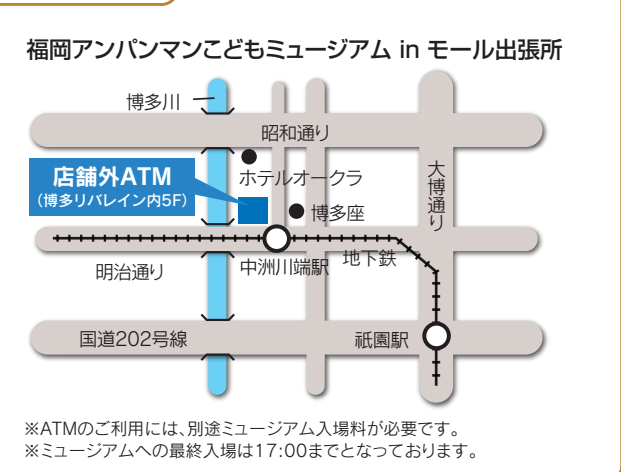 福岡アンパンマンこどもミュージアム in モール出張所
博多川
昭和通り
店舗外ATM
(博多リバレイン内5F)
ホテルオークラ
大博通り
博多座
明治通り
中洲川端駅
地下鉄
国道202号線
祇園駅
※ATMのご利用には、別途ミュージアム入場料が必要です。
※ミュージアムへの最終入場は17:00までとなっております。